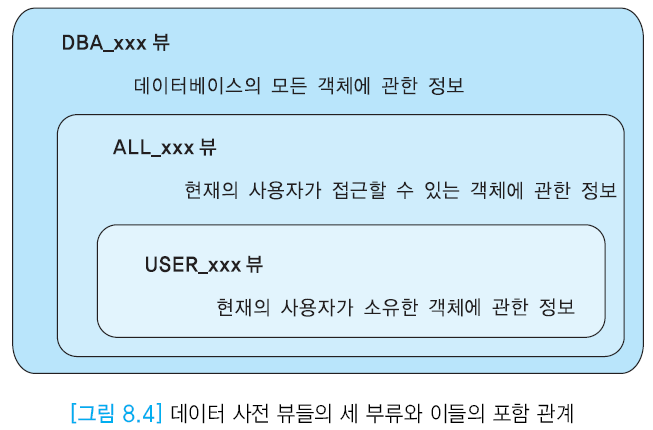 DBA_xxx 뷰
데이터베이스의 모든 객체에 관한 정보
ALL_xxx 뷰
현재의 사용자가 접근할 수 있는 객체에 관한 정보
USER_xxx 뷰
현재의 사용자가 소유한 객체에 관한 정보
[그림 8.4] 데이터 사전 뷰들의 세 부류와 이들의 포함 관계